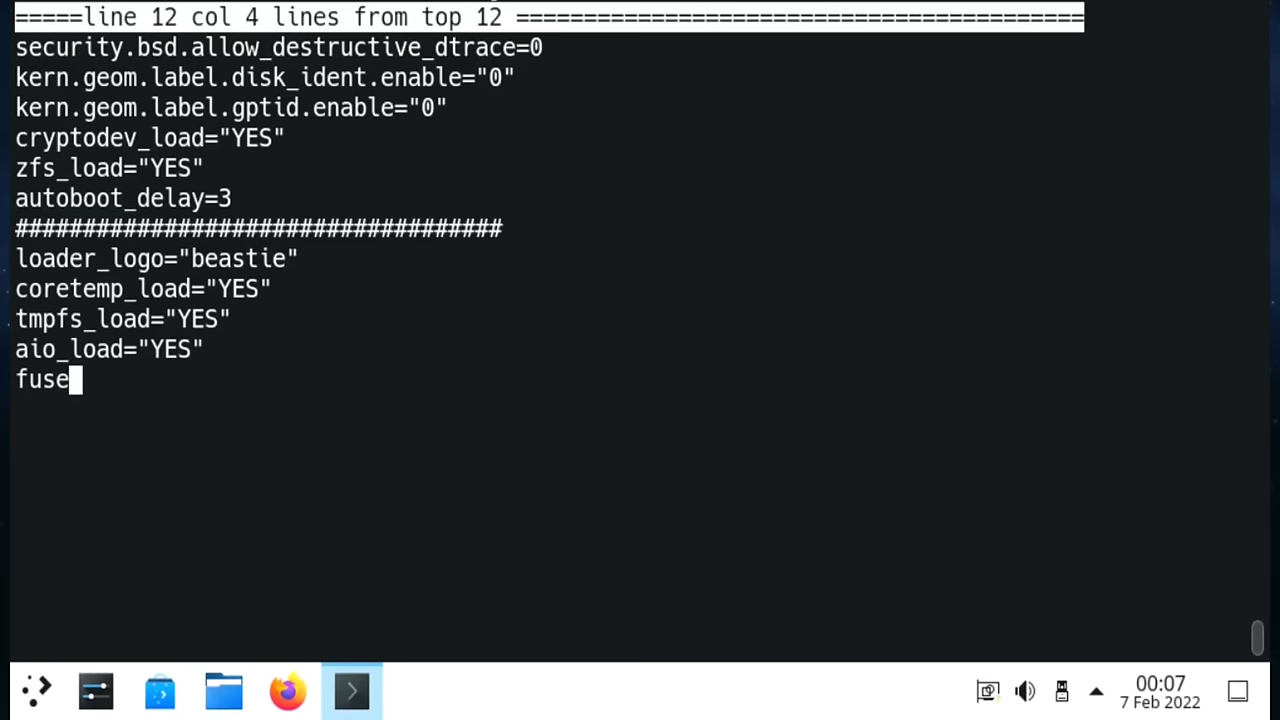 =====line 12 col 4 lines from top 12 ==========================================
security.bsd.allow_destructive_dtrace=0
kern.geom.label.disk_ident.enable="0"
kern.geom.label.gptid.enable="0"
cryptodev_load="YES"
zfs_load="YES"
autoboot_delay=3
####################################
loader_logo="beastie"
coretemp_load="YES"
tmpfs_load="YES"
aio_load="YES"
fuse
00:07
7 Feb 2022